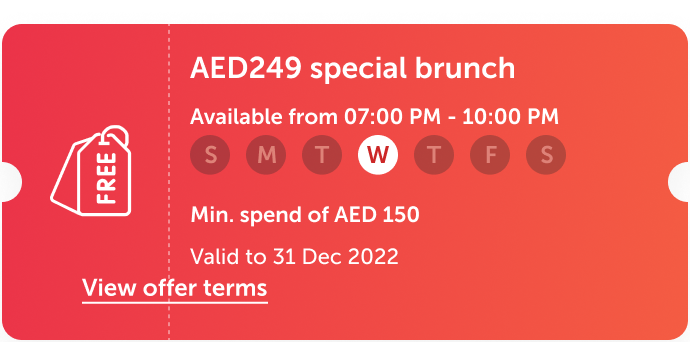 AED249 special brunch
Available from 07:00 PM - 10:00 PM
S M T W T F S
FREE
Min. spend of AED 150
Valid to 31 Dec 2022
View offer terms